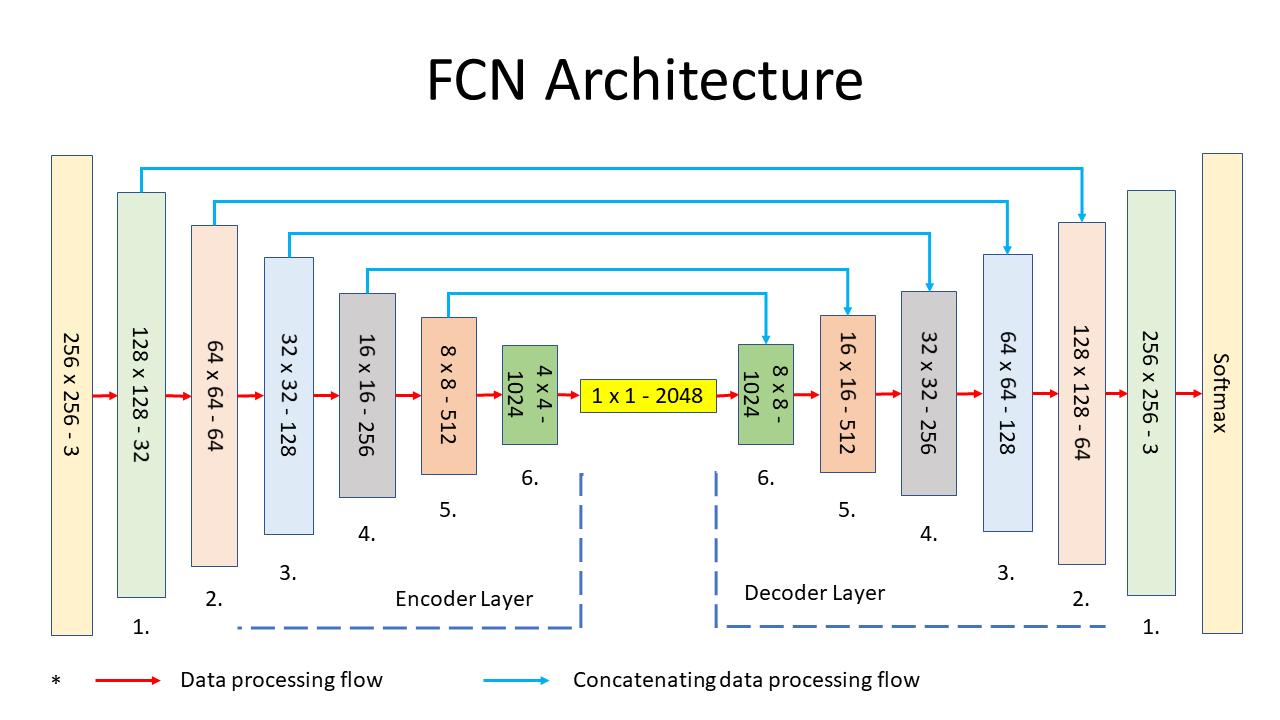 FCN Architecture
256 x 256 - 3
128 x 128 - 32
64 x 64 - 64
32 x 32 - 128
16 x 16 - 256
8 x 8 - 512
4 x 4 -
1024
1 x 1 - 2048
8 x 8 -
1024
16 x 16 - 512
32 x 32 - 256
64 x 64 - 128
128 x 128 - 64
256 x 256 - 3
Softmax
1.
2.
3.
4.
5.
6.
6.
5.
4.
3.
2.
1.
Encoder Layer
Decoder Layer
* Data processing flow
Concatenating data processing flow